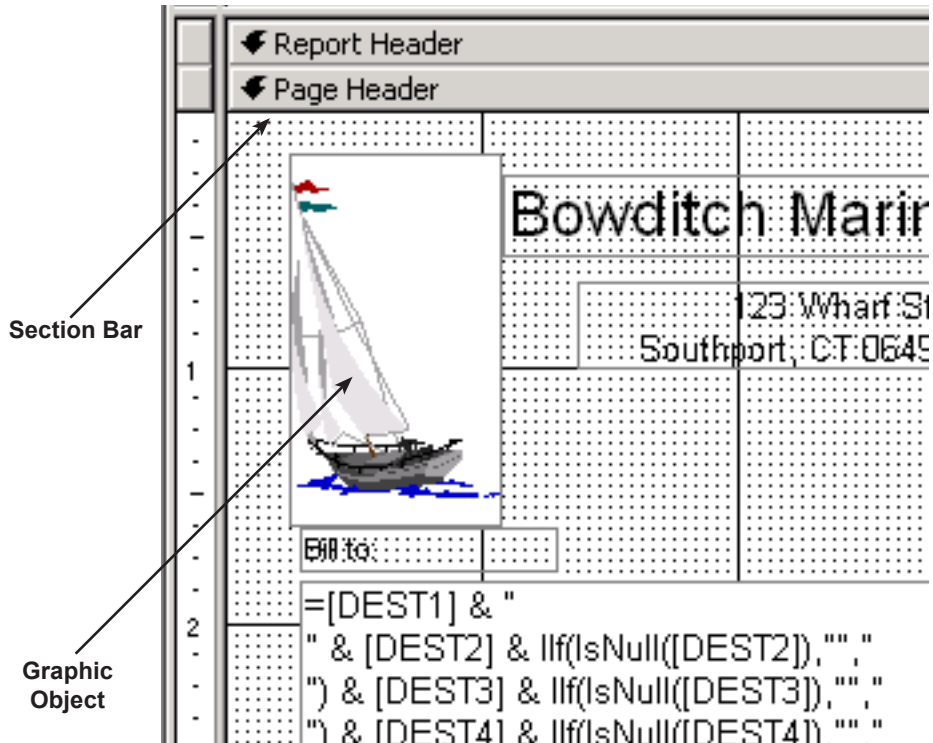 Report Header
Page Header
Bowditch Marin
123 Wharf St
Southport, CT 0649
Section Bar
1
Bill to:
=[DEST1] & "
" & [DEST2] & IIf(IsNull([DEST2]),"","
2
") & [DEST3] & IIf(IsNull([DEST3]),"","
") & [DEST4] & IIf(IsNull([DEST4]),"","
Graphic
Object